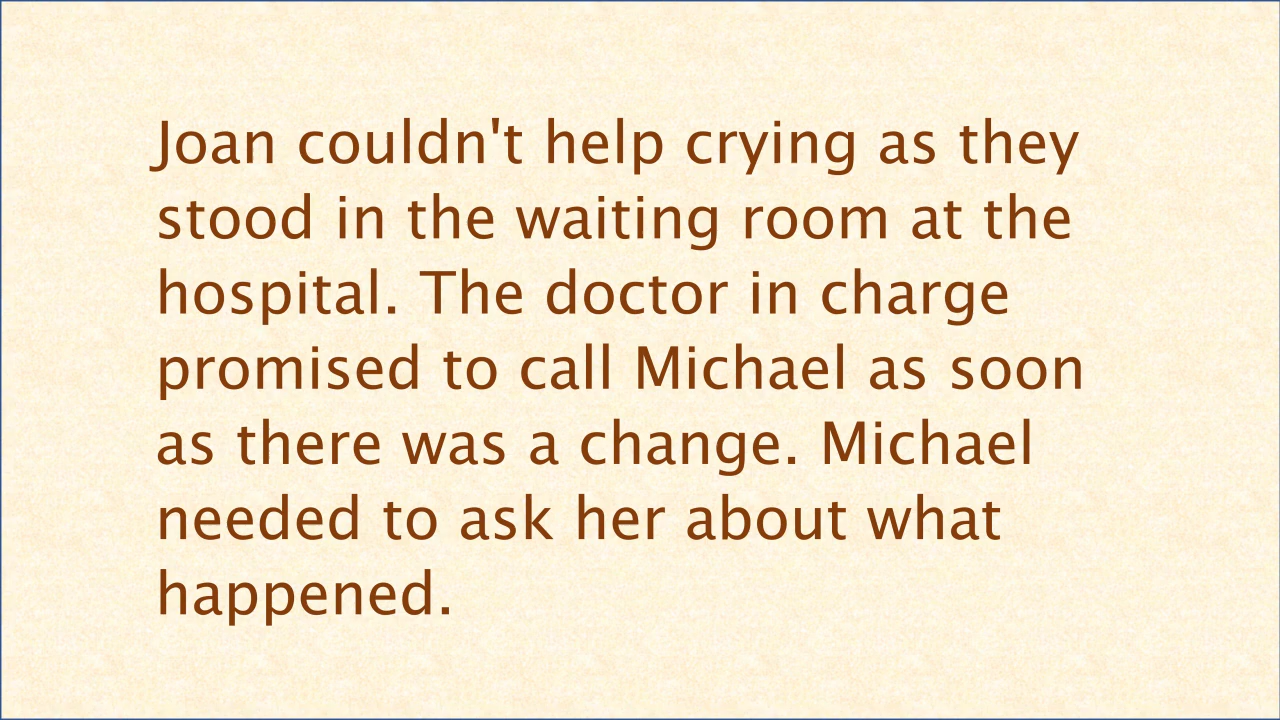 Joan couldn't help crying as they
stood in the waiting room at the
hospital. The doctor in charge
promised to call Michael as soon
as there was a change. Michael
needed to ask her about what
happened.